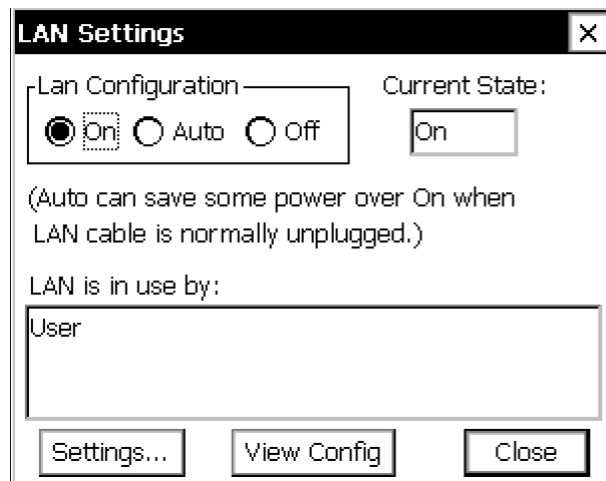 LAN Settings
Lan Configuration
Current State:
On Auto Off
On
(Auto can save some power over On when
LAN cable is normally unplugged.)
LAN is in use by:
User
Settings... View Config Close